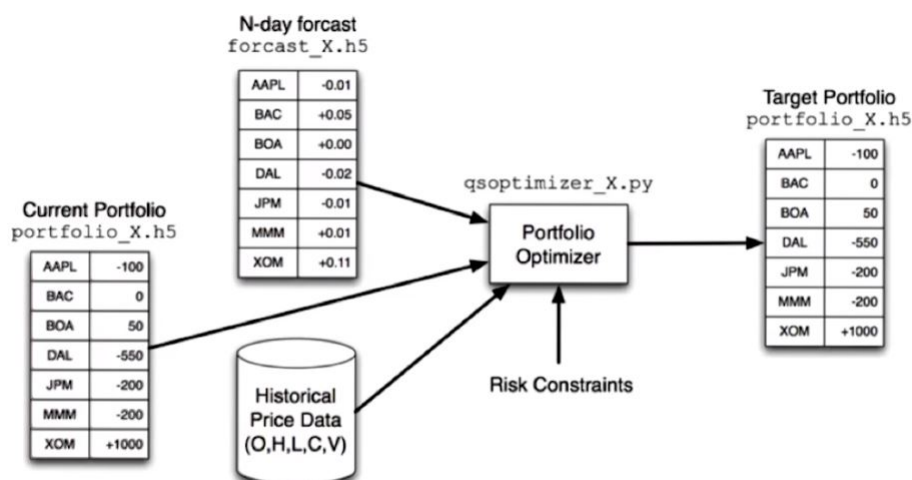 N-day forcast
forcast_X.h5
AAPL -0.01
BAC +0.05
BOA +0.00
DAL -0.02
JPM -0.01
MMM +0.01
XOM +0.11
Target Portfolio
portfolio_X.h5
AAPL -100
BAC 0
BOA 50
DAL -550
JPM -200
MMM -200
XOM +1000
qsoptimizer_X.py
Portfolio
Optimizer
Current Portfolio
portfolio_X.h5
AAPL -100
BAC 0
BOA 50
DAL -550
JPM -200
MMM -200
XOM +1000
Historical
Price Data
(O,H,L,C,V)
Risk Constraints